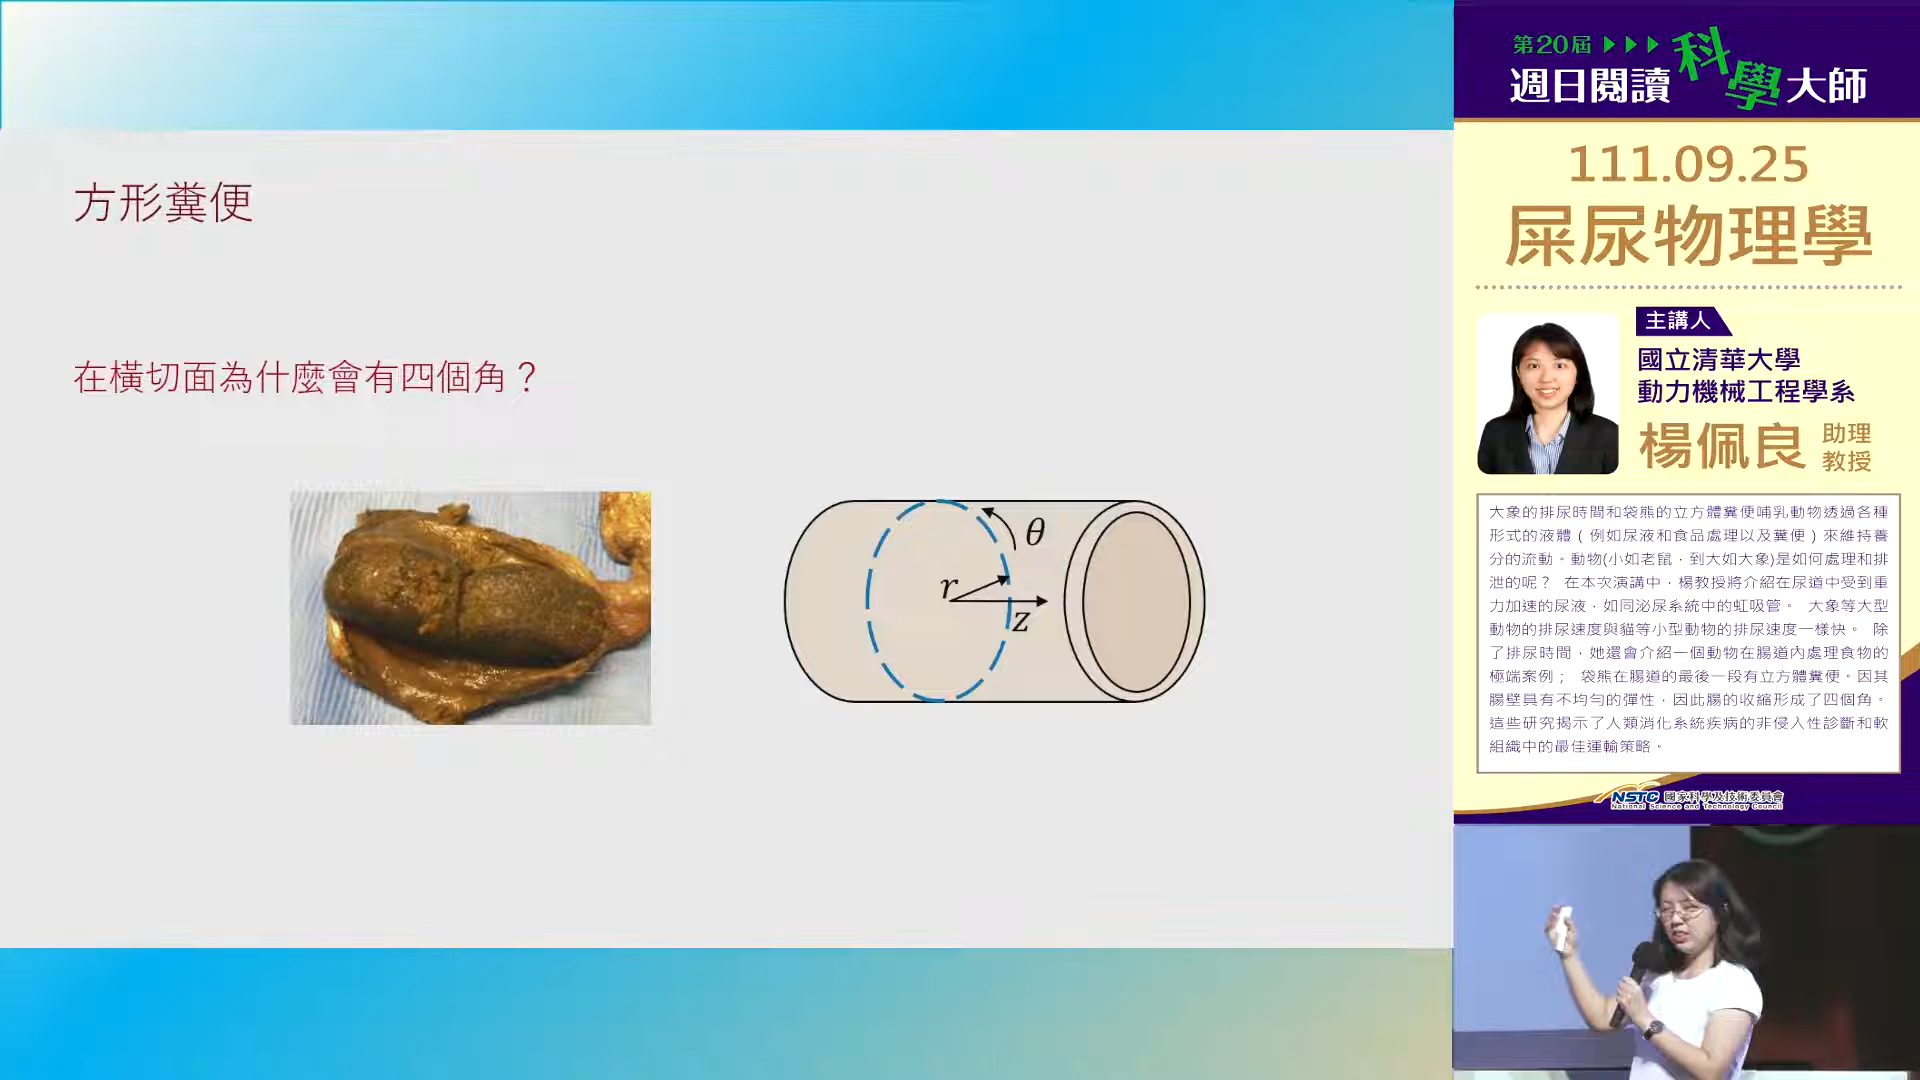 方形糞便
在橫切面為什麼會有四個角？
θ
r
z
第20屆
週日閱讀科學大師
111.09.25
屎尿物理學
主講人
國立清華大學
動力機械工程學系
楊佩良 助理教授
大象的排尿時間和袋熊的立方體糞便哺乳動物透過各種
形式的液體（例如尿液和食品處理以及糞便）來維持養
分的流動。動物(小如老鼠，到大如大象)是如何處理和排
泄的呢？ 在本次演講中，楊教授將介紹在尿道中受到重
力加速的尿液，如同泌尿系統中的虹吸管。 大象等大型
動物的排尿速度與貓等小型動物的排尿速度一樣快。 除
了排尿時間，她還會介紹一個動物在腸道內處理食物的
極端案例； 袋熊在腸道的最後一段有立方體糞便。因其
腸壁具有不均勻的彈性，因此腸的收縮形成了四個角。
這些研究揭示了人類消化系統疾病的非侵入性診斷和軟
組織中的最佳運輸策略。
NSTC 國家科學及技術委員會
National Science and Technology Council